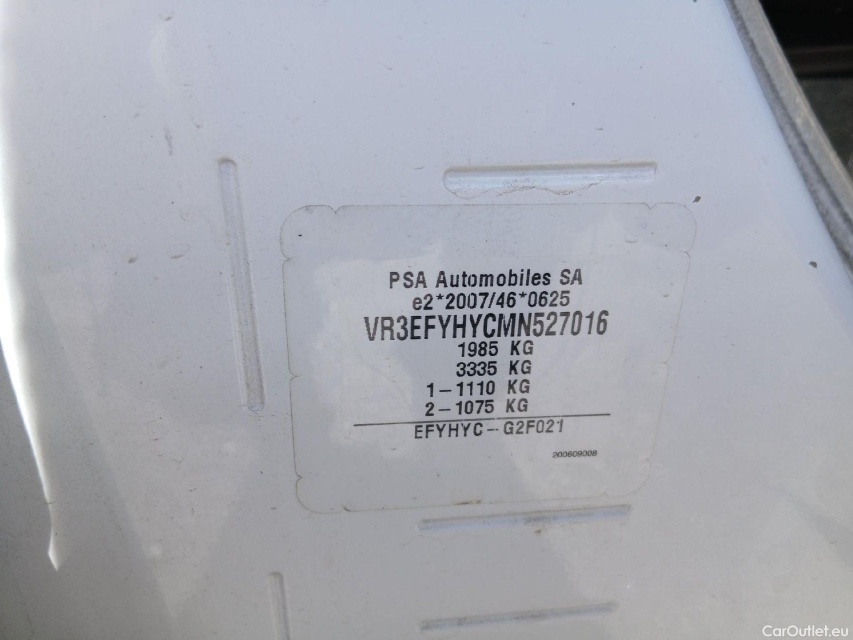 PSA Automobiles SA
e2*2007/46*0625
VR3EFYHYCMN527016
1985 KG
3335 KG
1-1110 KG
2-1075 KG
EFYHYC-G2F021
200609008
CarOutlet.eu